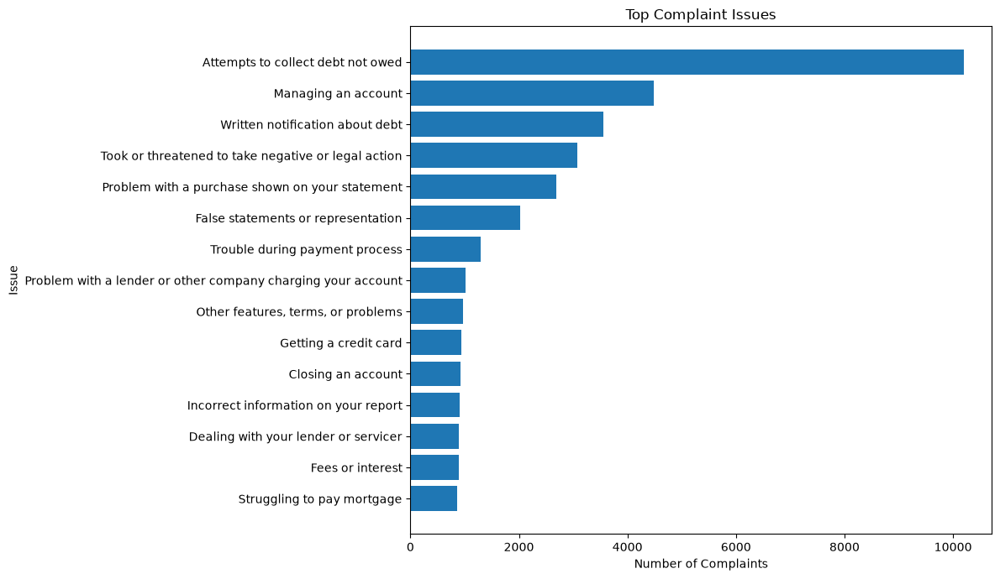 Top Complaint Issues
Attempts to collect debt not owed
Managing an account
Written notification about debt
Took or threatened to take negative or legal action
Problem with a purchase shown on your statement
False statements or representation
Trouble during payment process
Problem with a lender or other company charging your account
Other features, terms, or problems
Getting a credit card
Closing an account
Incorrect information on your report
Dealing with your lender or servicer
Fees or interest
Struggling to pay mortgage
Issue
0 2000 4000 6000 8000 10000
Number of Complaints